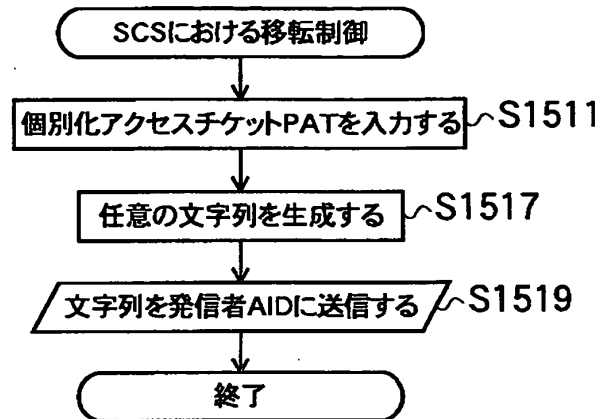 SCSにおける移転制御
個別化アクセスチケットPATを入力する S1511
任意の文字列を生成する S1517
文字列を発信者AIDに送信する S1519
終了